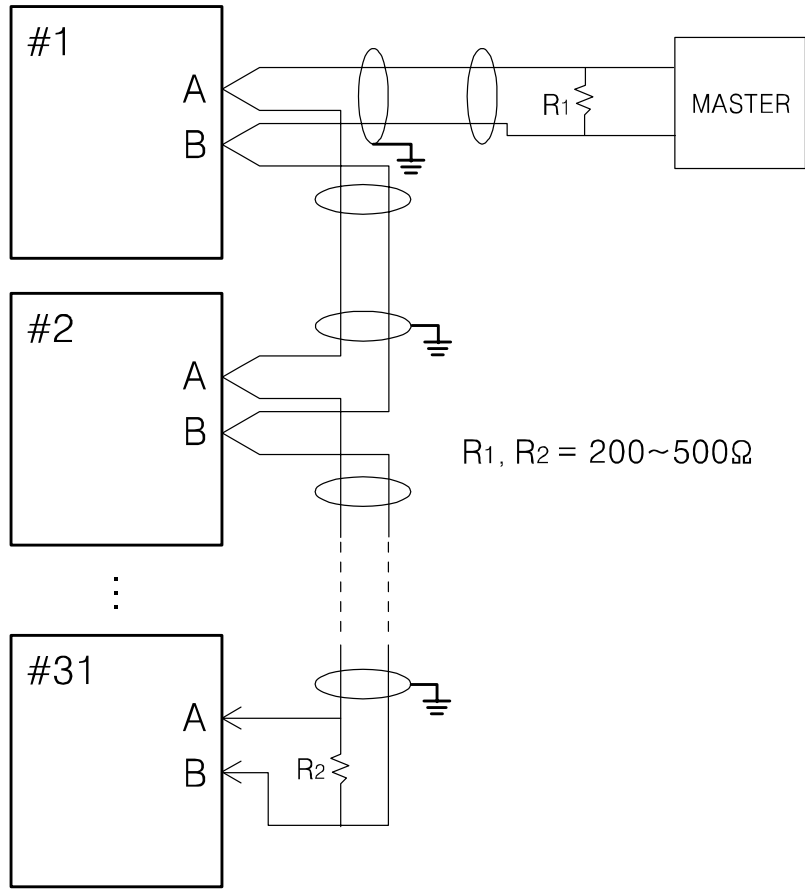 #1
A
B
R1
MASTER
#2
A
B
R1, R2 = 200~500Ω
#31
A
B
R2